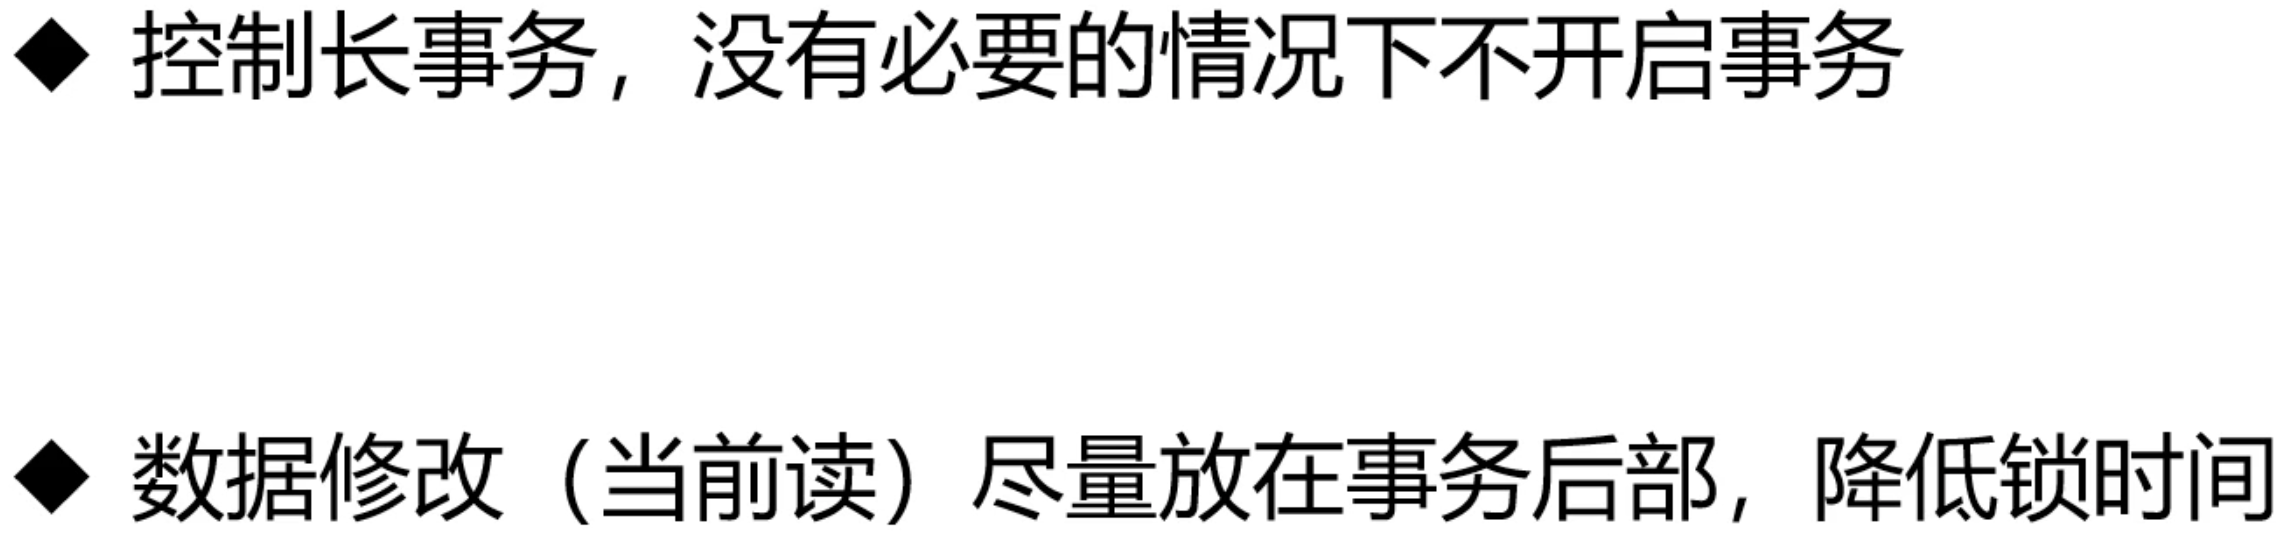 ◆ 控制长事务，没有必要的情况下不开启事务
◆ 数据修改（当前读）尽量放在事务后部，降低锁时间